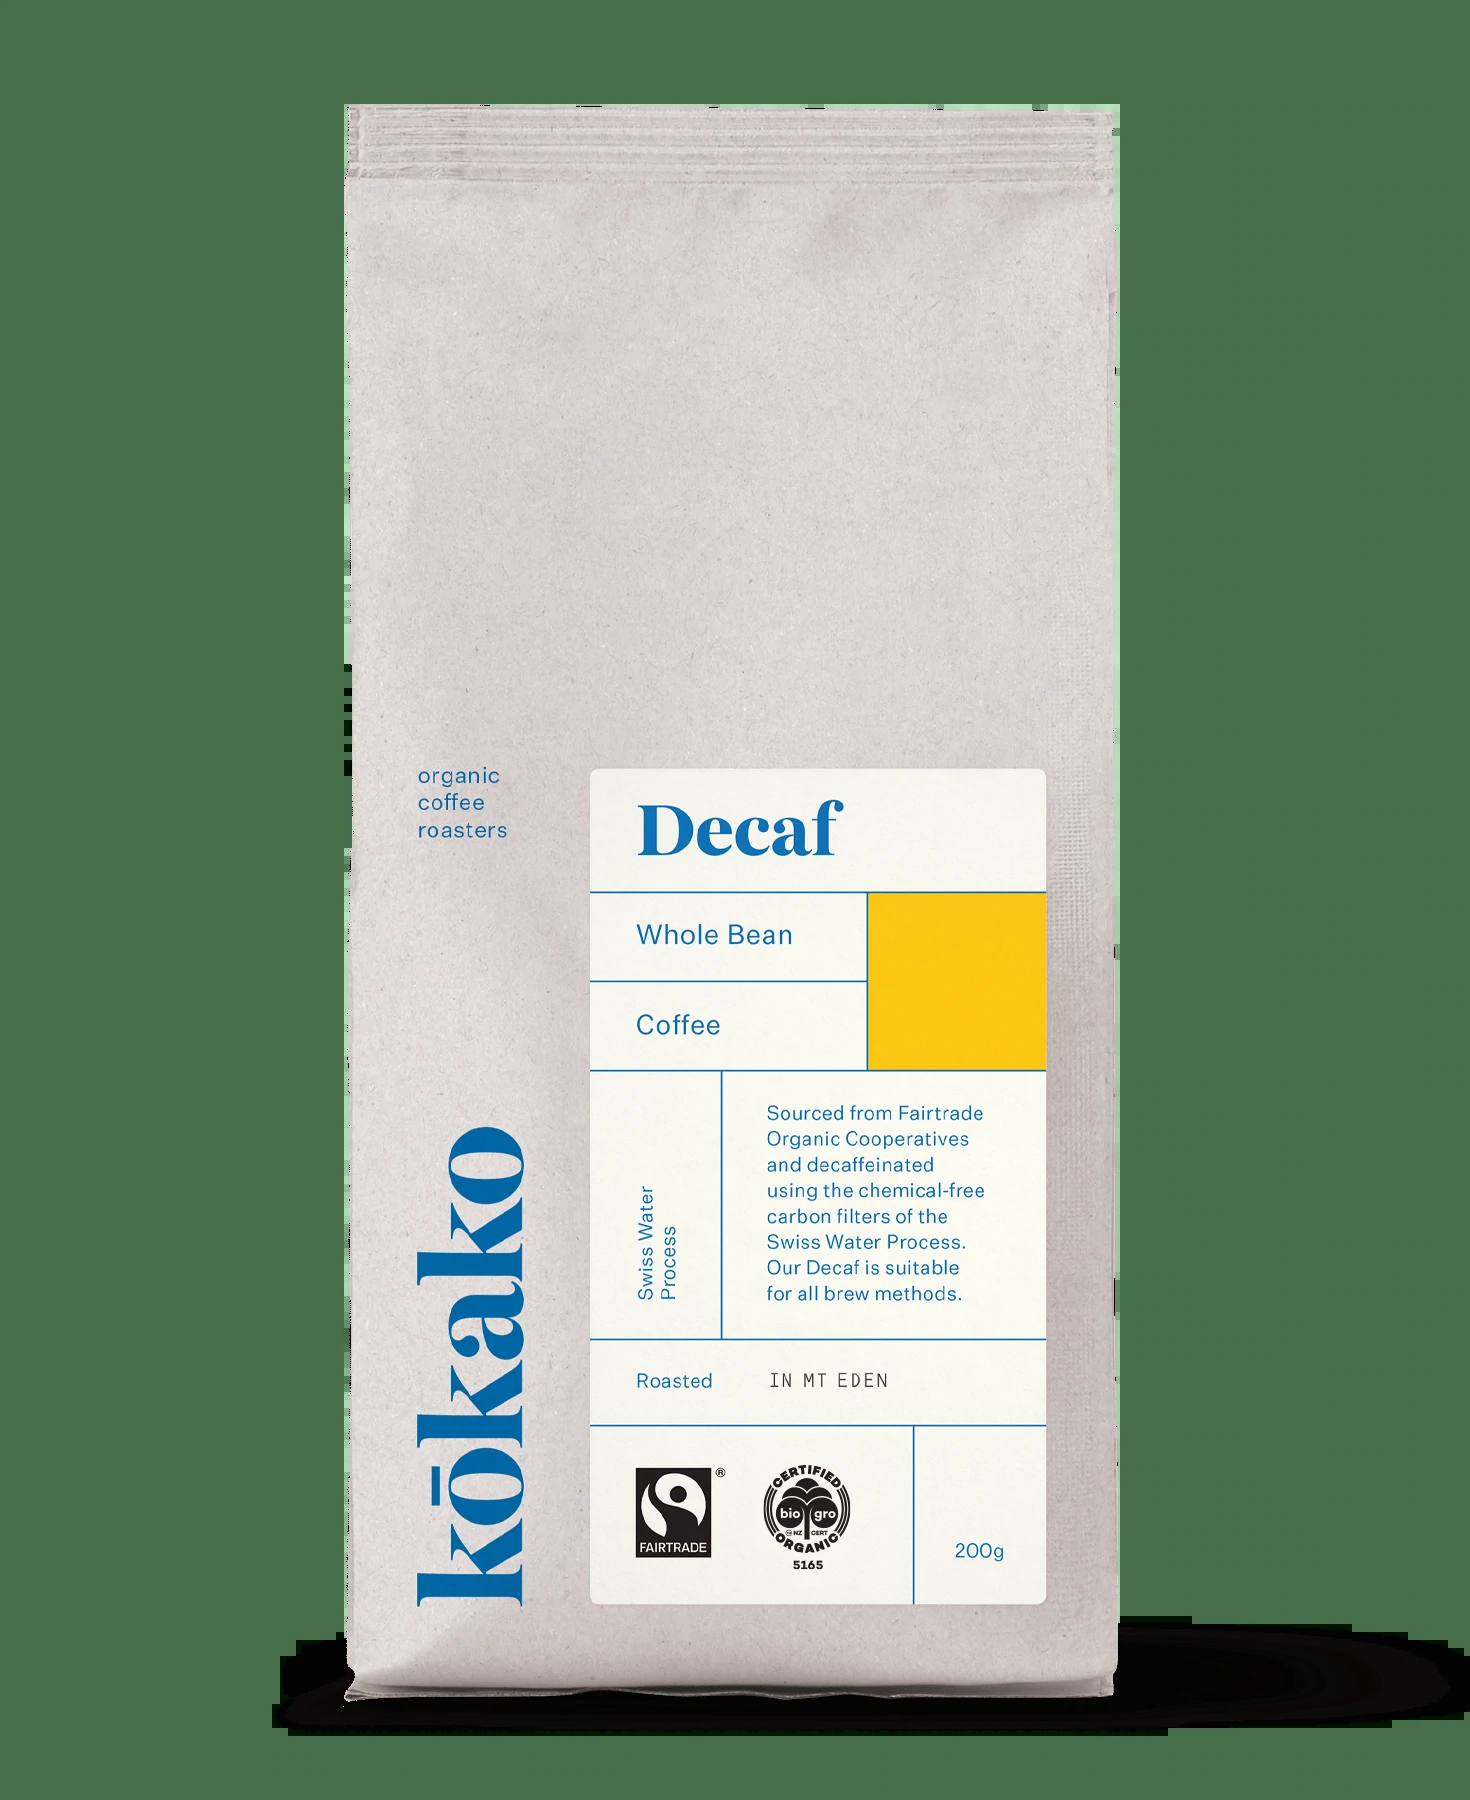 organic
coffee
roasters
kōkako
Decaf
Whole Bean
Coffee
Swiss Water
Process
Sourced from Fairtrade
Organic Cooperatives
and decaffeinated
using the chemical-free
carbon filters of the
Swiss Water Process.
Our Decaf is suitable
for all brew methods.
Roasted IN MT EDEN
®
FAIRTRADE
CERTIFIED
bio gro
NZ CERT
ORGANIC
5165
200g